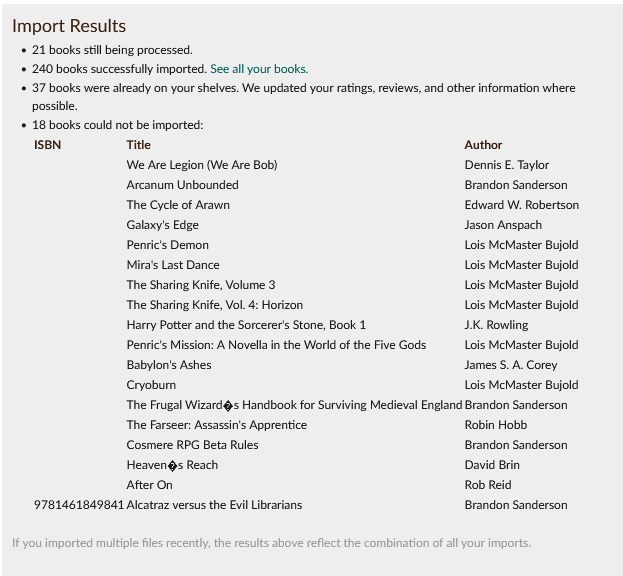 Import Results
• 21 books still being processed.
• 240 books successfully imported. See all your books.
• 37 books were already on your shelves. We updated your ratings, reviews, and other information where
possible.
• 18 books could not be imported:
ISBN Title Author
We Are Legion (We Are Bob) Dennis E. Taylor
Arcanum Unbounded Brandon Sanderson
The Cycle of Arawn Edward W. Robertson
Galaxy's Edge Jason Anspach
Penric's Demon Lois McMaster Bujold
Mira's Last Dance Lois McMaster Bujold
The Sharing Knife, Volume 3 Lois McMaster Bujold
The Sharing Knife, Vol. 4: Horizon Lois McMaster Bujold
Harry Potter and the Sorcerer's Stone, Book 1 J.K. Rowling
Penric's Mission: A Novella in the World of the Five Gods Lois McMaster Bujold
Babylon's Ashes James S. A. Corey
Cryoburn Lois McMaster Bujold
The Frugal Wizard�s Handbook for Surviving Medieval England Brandon Sanderson
The Farseer: Assassin's Apprentice Robin Hobb
Cosmere RPG Beta Rules Brandon Sanderson
Heaven�s Reach David Brin
After On Rob Reid
9781461849841 Alcatraz versus the Evil Librarians Brandon Sanderson
If you imported multiple files recently, the results above reflect the combination of all your imports.